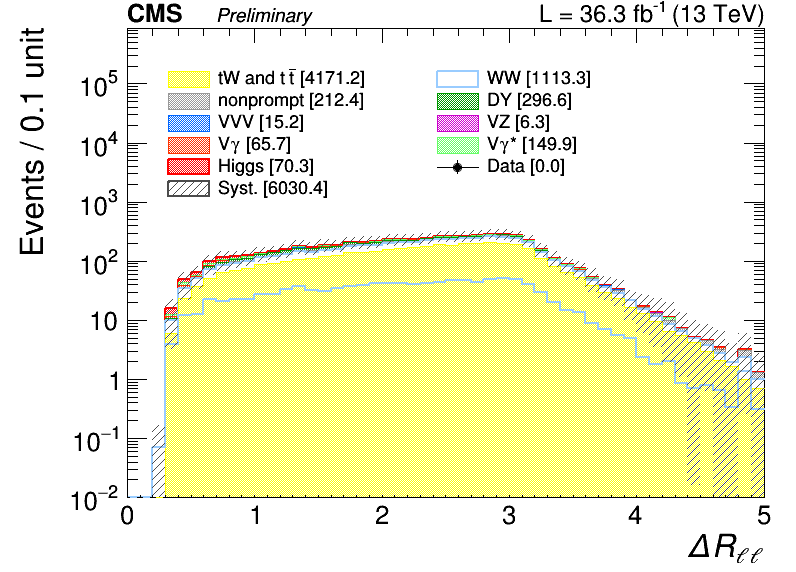 CMS Preliminary L = 36.3 fb⁻¹ (13 TeV)
Events / 0.1 unit
tW and t t̄ [4171.2]
nonprompt [212.4]
VVV [15.2]
Vγ [65.7]
Higgs [70.3]
Syst. [6030.4]
WW [1113.3]
DY [296.6]
VZ [6.3]
Vγ* [149.9]
Data [0.0]
10⁵
10⁴
10³
10²
10
1
10⁻¹
10⁻²
0 1 2 3 4 5
ΔR_ℓℓ